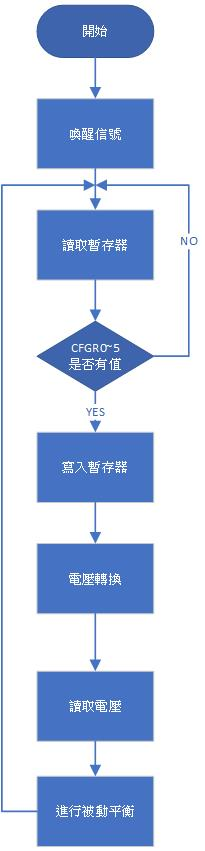 開始
喚醒信號
讀取暫存器
NO
CFGR0~5
是否有值
YES
寫入暫存器
電壓轉換
讀取電壓
進行被動平衡